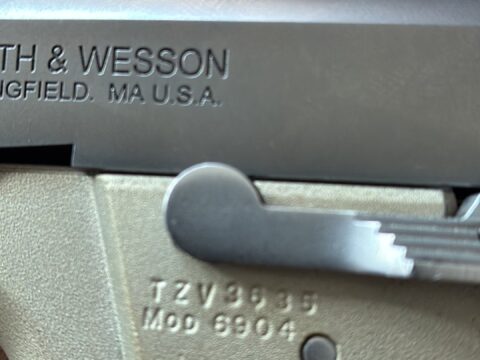 TH & WESSON
NGFIELD. MA U.S.A.
TZV3635
MOD 6904